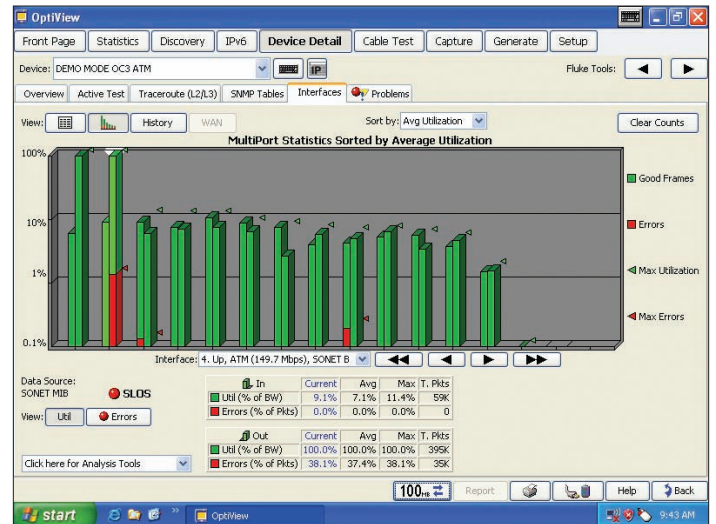 OptiView
Front Page Statistics Discovery IPv6 Device Detail Cable Test Capture Generate Setup
Device: DEMO MODE OC3 ATM IP Fluke Tools:
Overview Active Test Traceroute (L2/L3) SNMP Tables Interfaces Problems
View: History WAN Sort by: Avg Utilization Clear Counts
MultiPort Statistics Sorted by Average Utilization
100%
Good Frames
10%
Errors
1%
Max Utilization
Max Errors
0.1%
Interface: 4. Up, ATM (149.7 Mbps), SONET B
Data Source:
SONET MIB SLOS
In Current Avg Max T. Pkts
Util (% of BW) 9.1% 7.1% 11.4% 59K
Errors (% of Pkts) 0.0% 0.0% 0.0% 0
View: Util Errors
Out Current Avg Max T. Pkts
Util (% of BW) 100.0% 100.0% 100.0% 395K
Errors (% of Pkts) 38.1% 37.4% 38.1% 35K
Click here for Analysis Tools
100 Report Help Back
start OptiView 9:43 AM